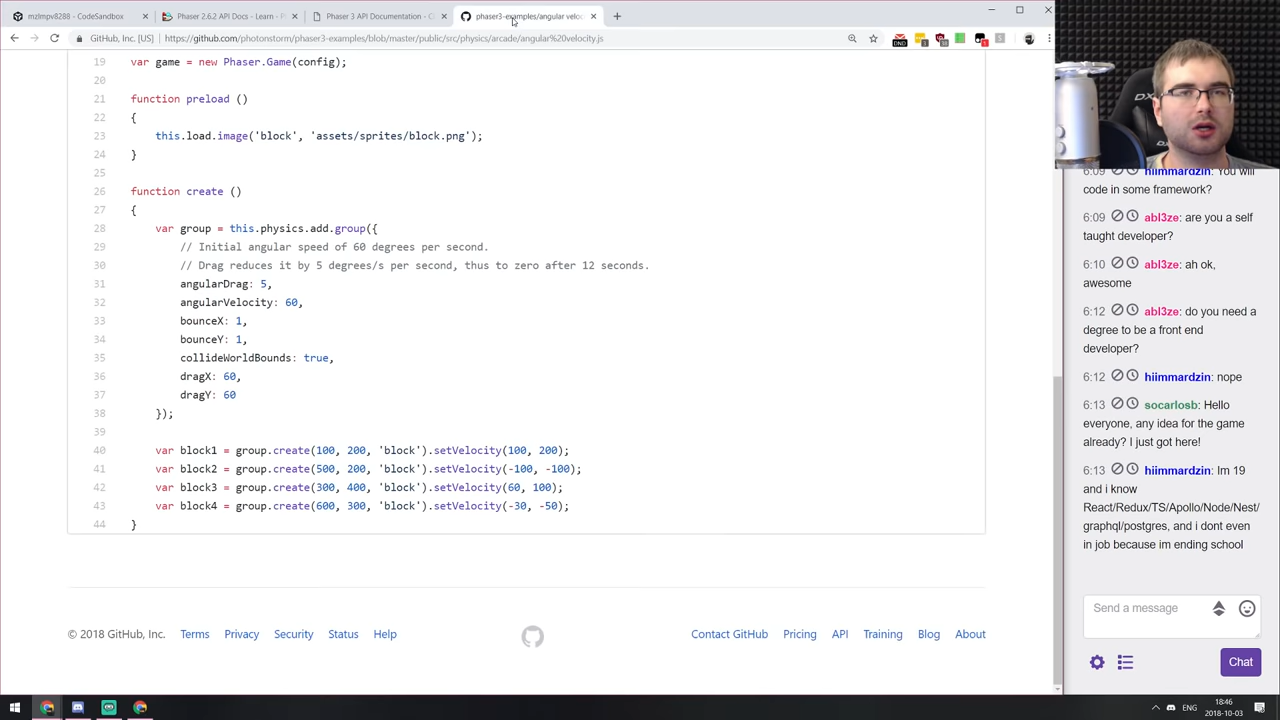 mzlmpv8288 - CodeSandbox
Phaser 2.6.2 API Docs - Learn - P
Phaser 3 API Documentation - C
phaser3-examples/angular veloc
GitHub, Inc. [US]
https://github.com/photonstorm/phaser3-examples/blob/master/public/src/physics/arcade/angular%20velocity.js
19 var game = new Phaser.Game(config);
20
21 function preload ()
22 {
23 this.load.image('block', 'assets/sprites/block.png');
24 }
25
26 function create ()
27 {
28 var group = this.physics.add.group({
29 // Initial angular speed of 60 degrees per second.
30 // Drag reduces it by 5 degrees/s per second, thus to zero after 12 seconds.
31 angularDrag: 5,
32 angularVelocity: 60,
33 bounceX: 1,
34 bounceY: 1,
35 collideWorldBounds: true,
36 dragX: 60,
37 dragY: 60
38 });
39
40 var block1 = group.create(100, 200, 'block').setVelocity(100, 200);
41 var block2 = group.create(500, 200, 'block').setVelocity(-100, -100);
42 var block3 = group.create(300, 400, 'block').setVelocity(60, 100);
43 var block4 = group.create(600, 300, 'block').setVelocity(-30, -50);
44 }
© 2018 GitHub, Inc. Terms Privacy Security Status Help
Contact GitHub Pricing API Training Blog About
DX
6:09 hiimmardzin: You will
code in some framework?
6:09 abl3ze: are you a self
taught developer?
6:10 abl3ze: ah ok,
awesome
6:12 abl3ze: do you need a
degree to be a front end
developer?
6:12 hiimmardzin: nope
6:13 socarlosb: Hello
everyone, any idea for the game
already? I just got here!
6:13 hiimmardzin: Im 19
and i know
React/Redux/TS/Apollo/Node/Nest/
graphql/postgres, and i dont even
in job because im ending school
Send a message
Chat
ENG
18:46
2018-10-03